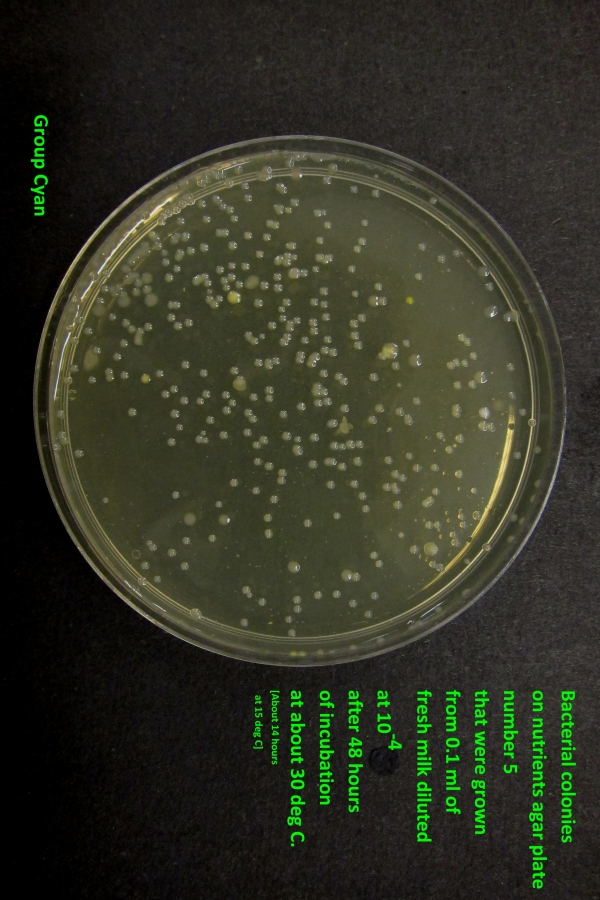 Group Cyan
Bacterial colonies
on nutrients agar plate
number 5
that were grown
from 0.1 ml of
fresh milk diluted
at 10-4
after 48 hours
of incubation
at about 30 deg C.
[About 14 hours
at 15 deg C]